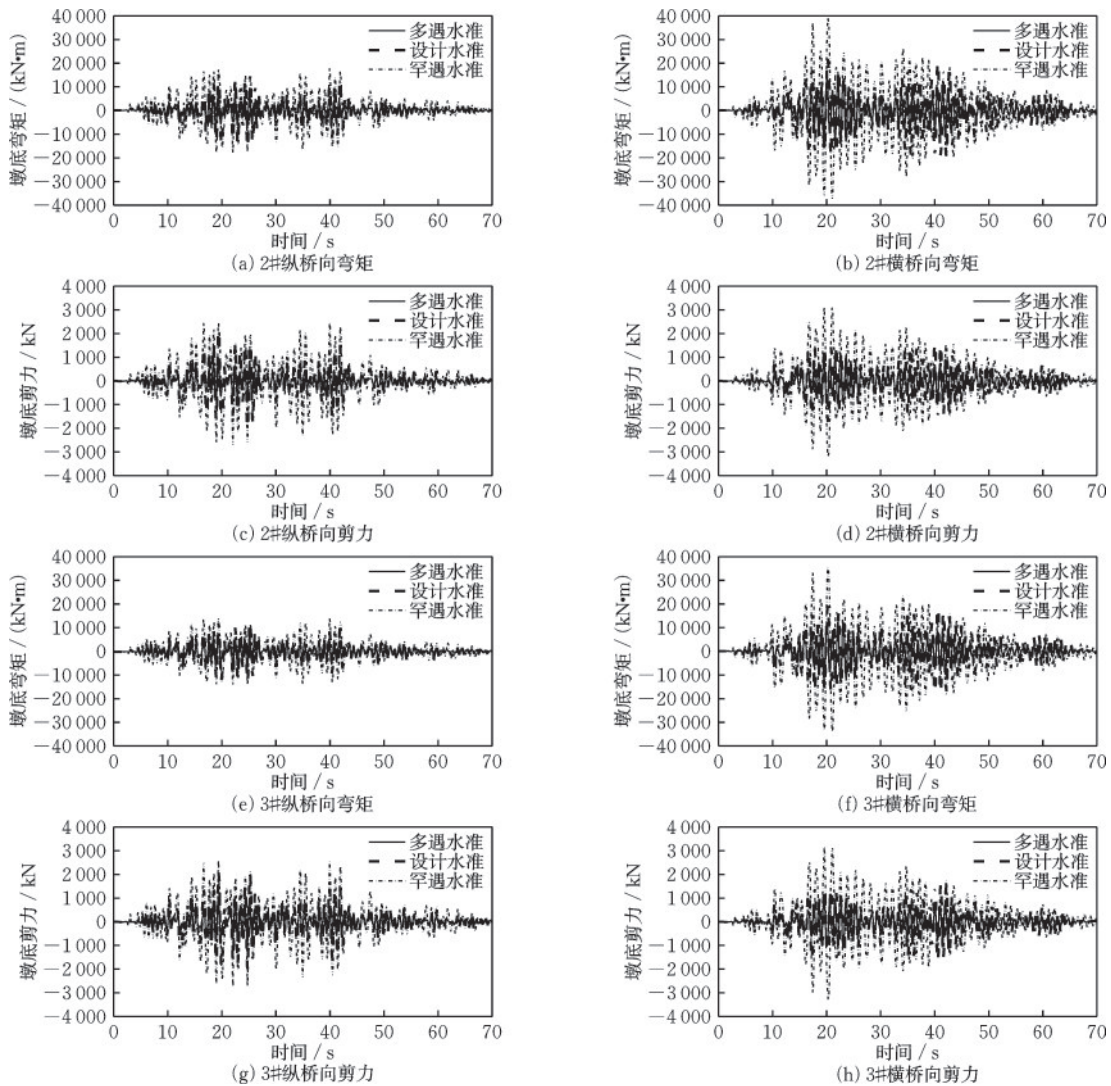 40 000
30 000
20 000
10 000
0
－10 000
－20 000
－30 000
－40 000
墩底弯矩 / (kN•m)
多遇水准
设计水准
罕遇水准
0 10 20 30 40 50 60 70
时间 / s
(a) 2#纵桥向弯矩
40 000
30 000
20 000
10 000
0
－10 000
－20 000
－30 000
－40 000
墩底弯矩 / (kN•m)
多遇水准
设计水准
罕遇水准
0 10 20 30 40 50 60 70
时间 / s
(b) 2#横桥向弯矩
4 000
3 000
2 000
1 000
0
－1 000
－2 000
－3 000
－4 000
墩底剪力 / kN
多遇水准
设计水准
罕遇水准
0 10 20 30 40 50 60 70
时间 / s
(c) 2#纵桥向剪力
4 000
3 000
2 000
1 000
0
－1 000
－2 000
－3 000
－4 000
墩底剪力 / kN
多遇水准
设计水准
罕遇水准
0 10 20 30 40 50 60 70
时间 / s
(d) 2#横桥向剪力
40 000
30 000
20 000
10 000
0
－10 000
－20 000
－30 000
－40 000
墩底弯矩 / (kN•m)
多遇水准
设计水准
罕遇水准
0 10 20 30 40 50 60 70
时间 / s
(e) 3#纵桥向弯矩
40 000
30 000
20 000
10 000
0
－10 000
－20 000
－30 000
－40 000
墩底弯矩 / (kN•m)
多遇水准
设计水准
罕遇水准
0 10 20 30 40 50 60 70
时间 / s
(f) 3#横桥向弯矩
4 000
3 000
2 000
1 000
0
－1 000
－2 000
－3 000
－4 000
墩底剪力 / kN
多遇水准
设计水准
罕遇水准
0 10 20 30 40 50 60 70
时间 / s
(g) 3#纵桥向剪力
4 000
3 000
2 000
1 000
0
－1 000
－2 000
－3 000
－4 000
墩底剪力 / kN
多遇水准
设计水准
罕遇水准
0 10 20 30 40 50 60 70
时间 / s
(h) 3#横桥向剪力